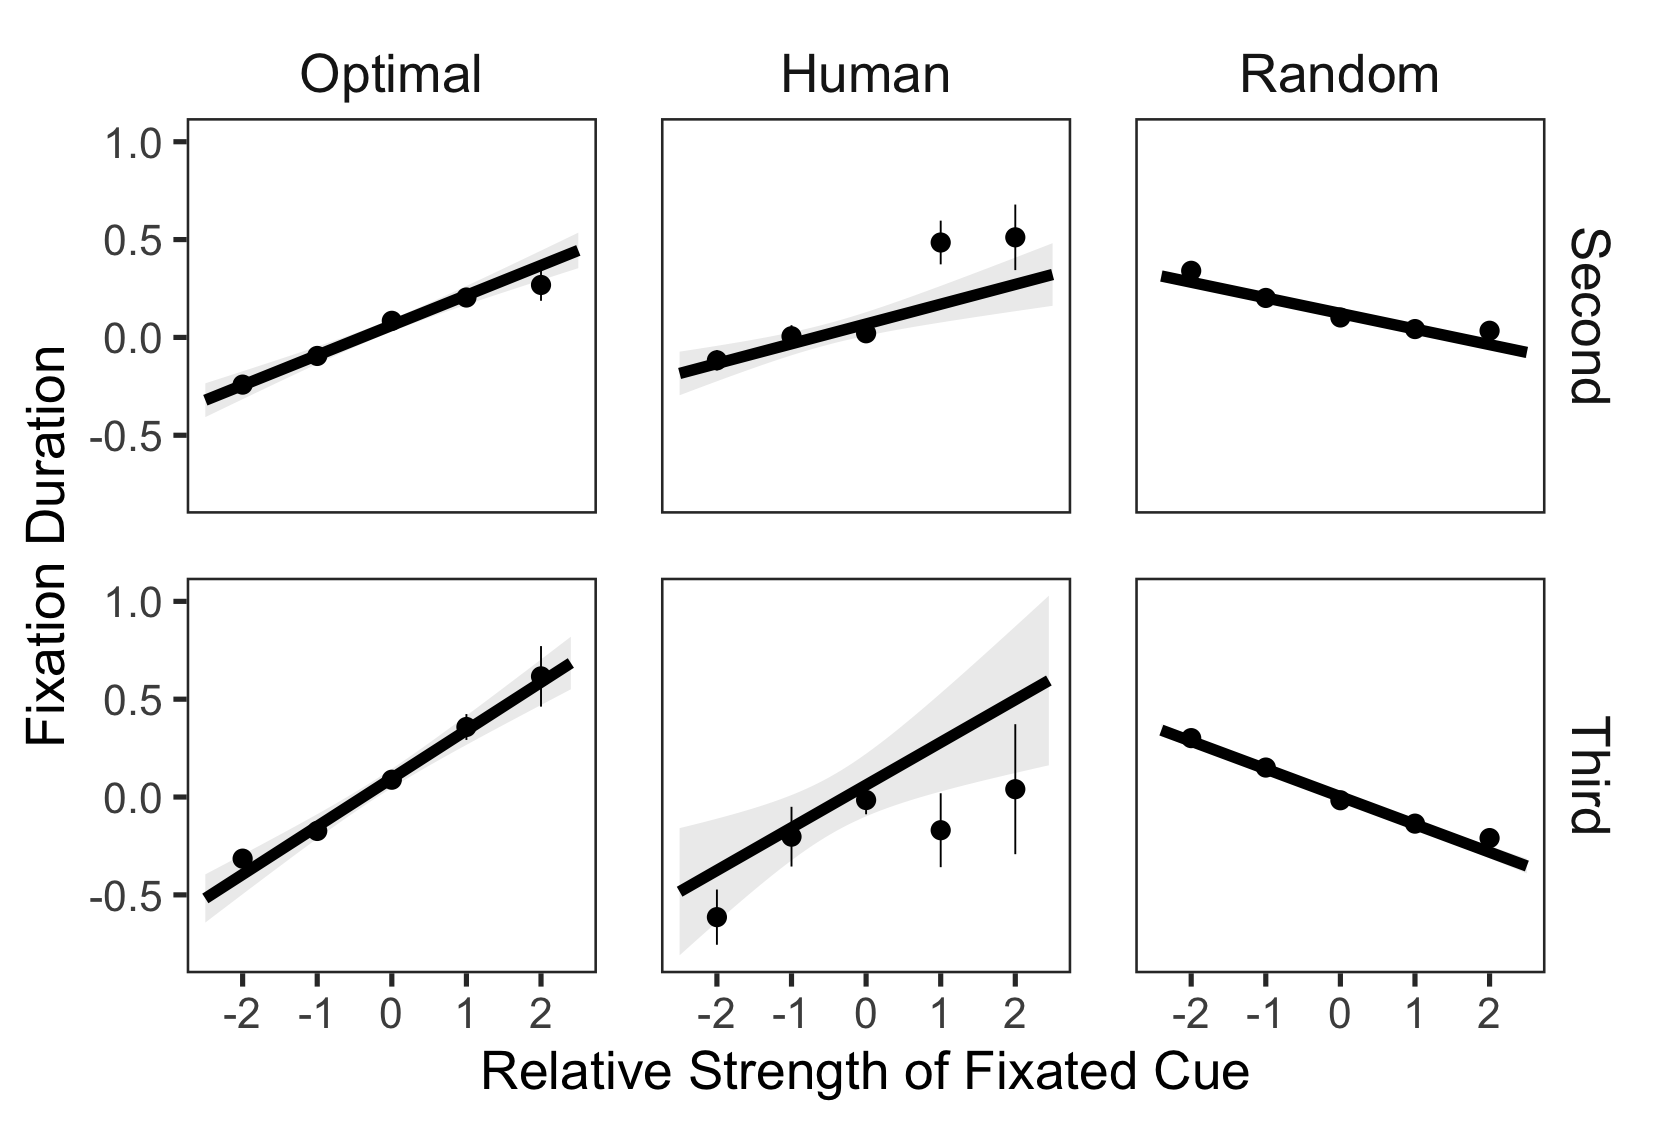 Optimal Human Random
1.0
0.5
0.0
-0.5
Second
Fixation Duration
1.0
0.5
0.0
-0.5
Third
-2 -1 0 1 2 -2 -1 0 1 2 -2 -1 0 1 2
Relative Strength of Fixated Cue